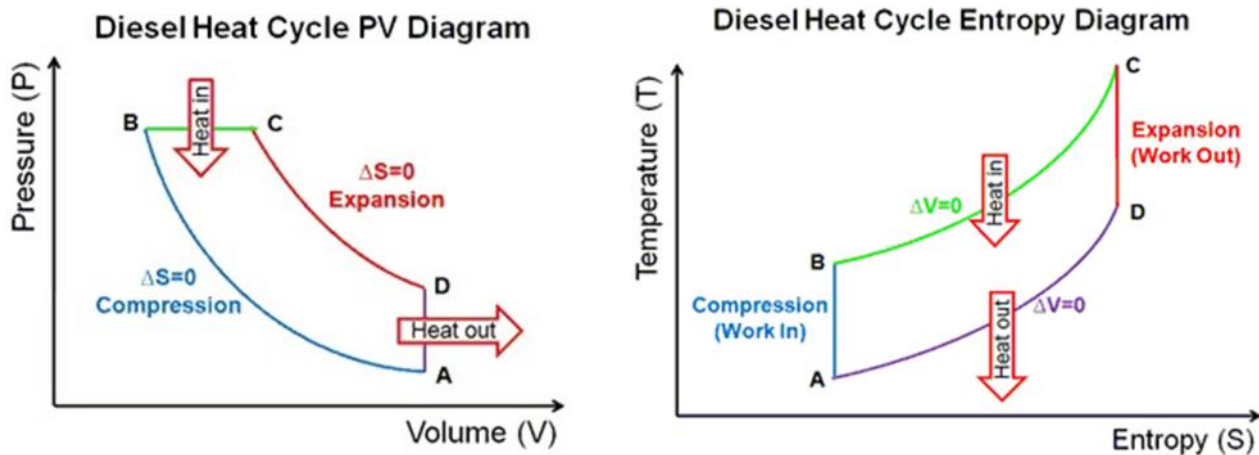 Diesel Heat Cycle PV Diagram
Pressure (P)
B
Heat in
C
ΔS=0
Expansion
ΔS=0
Compression
D
Heat out
A
Volume (V)
Diesel Heat Cycle Entropy Diagram
Temperature (T)
C
Expansion
(Work Out)
Heat in
ΔV=0
D
B
Compression
(Work In)
Heat out
ΔV=0
A
Entropy (S)